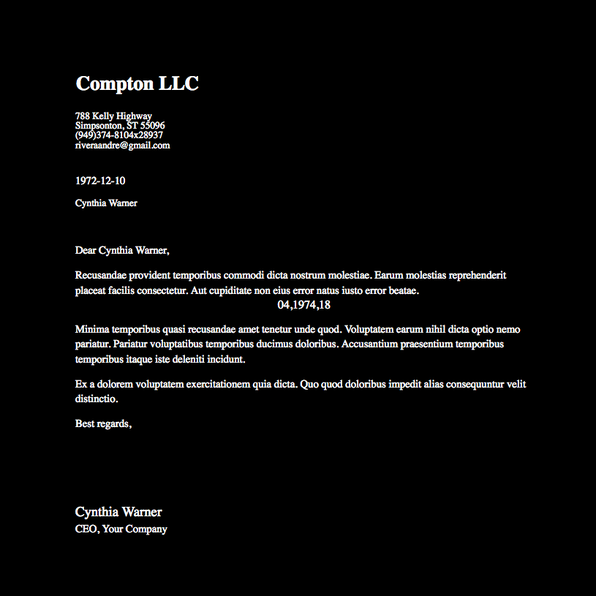 Compton LLC
788 Kelly Highway
Simpsonton, ST 55096
(949)374-8104x28937
riveraandre@gmail.com
1972-12-10
Cynthia Warner
Dear Cynthia Warner,
Recusandae provident temporibus commodi dicta nostrum molestiae. Earum molestias reprehenderit
placeat facilis consectetur. Aut cupiditate non eius error natus iusto error beatae.
04,1974,18
Minima temporibus quasi recusandae amet tenetur unde quod. Voluptatem earum nihil dicta optio nemo
pariatur. Pariatur voluptatibus temporibus ducimus doloribus. Accusantium praesentium temporibus
temporibus itaque iste deleniti incidunt.
Ex a dolorem voluptatem exercitationem quia dicta. Quo quod doloribus impedit alias consequuntur velit
distinctio.
Best regards,
Cynthia Warner
CEO, Your Company